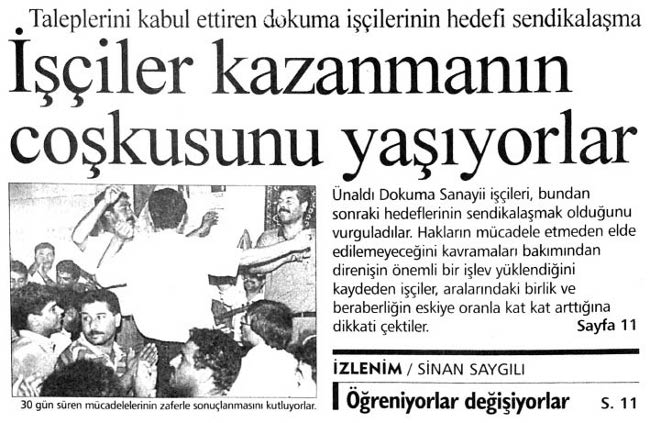 Taleplerini kabul ettiren dokuma işçilerinin hedefi sendikalaşma
İşçiler kazanmanın
coşkusunu yaşıyorlar
Ünaldı Dokuma Sanayii işçileri, bundan
sonraki hedeflerinin sendikalaşmak olduğunu
vurguladılar. Hakların mücadele etmeden elde
edilemeyeceğini kavramaları bakımından
direnişin önemli bir işlev yüklendiğini
kaydeden işçiler, aralarındaki birlik ve
beraberliğin eskiye oranla kat kat arttığına
dikkati çektiler. Sayfa 11
30 gün süren mücadelelerinin zaferle sonuçlanmasını kutluyorlar.
İZLENİM / SİNAN SAYGILI
Öğreniyorlar değişiyorlar S. 11